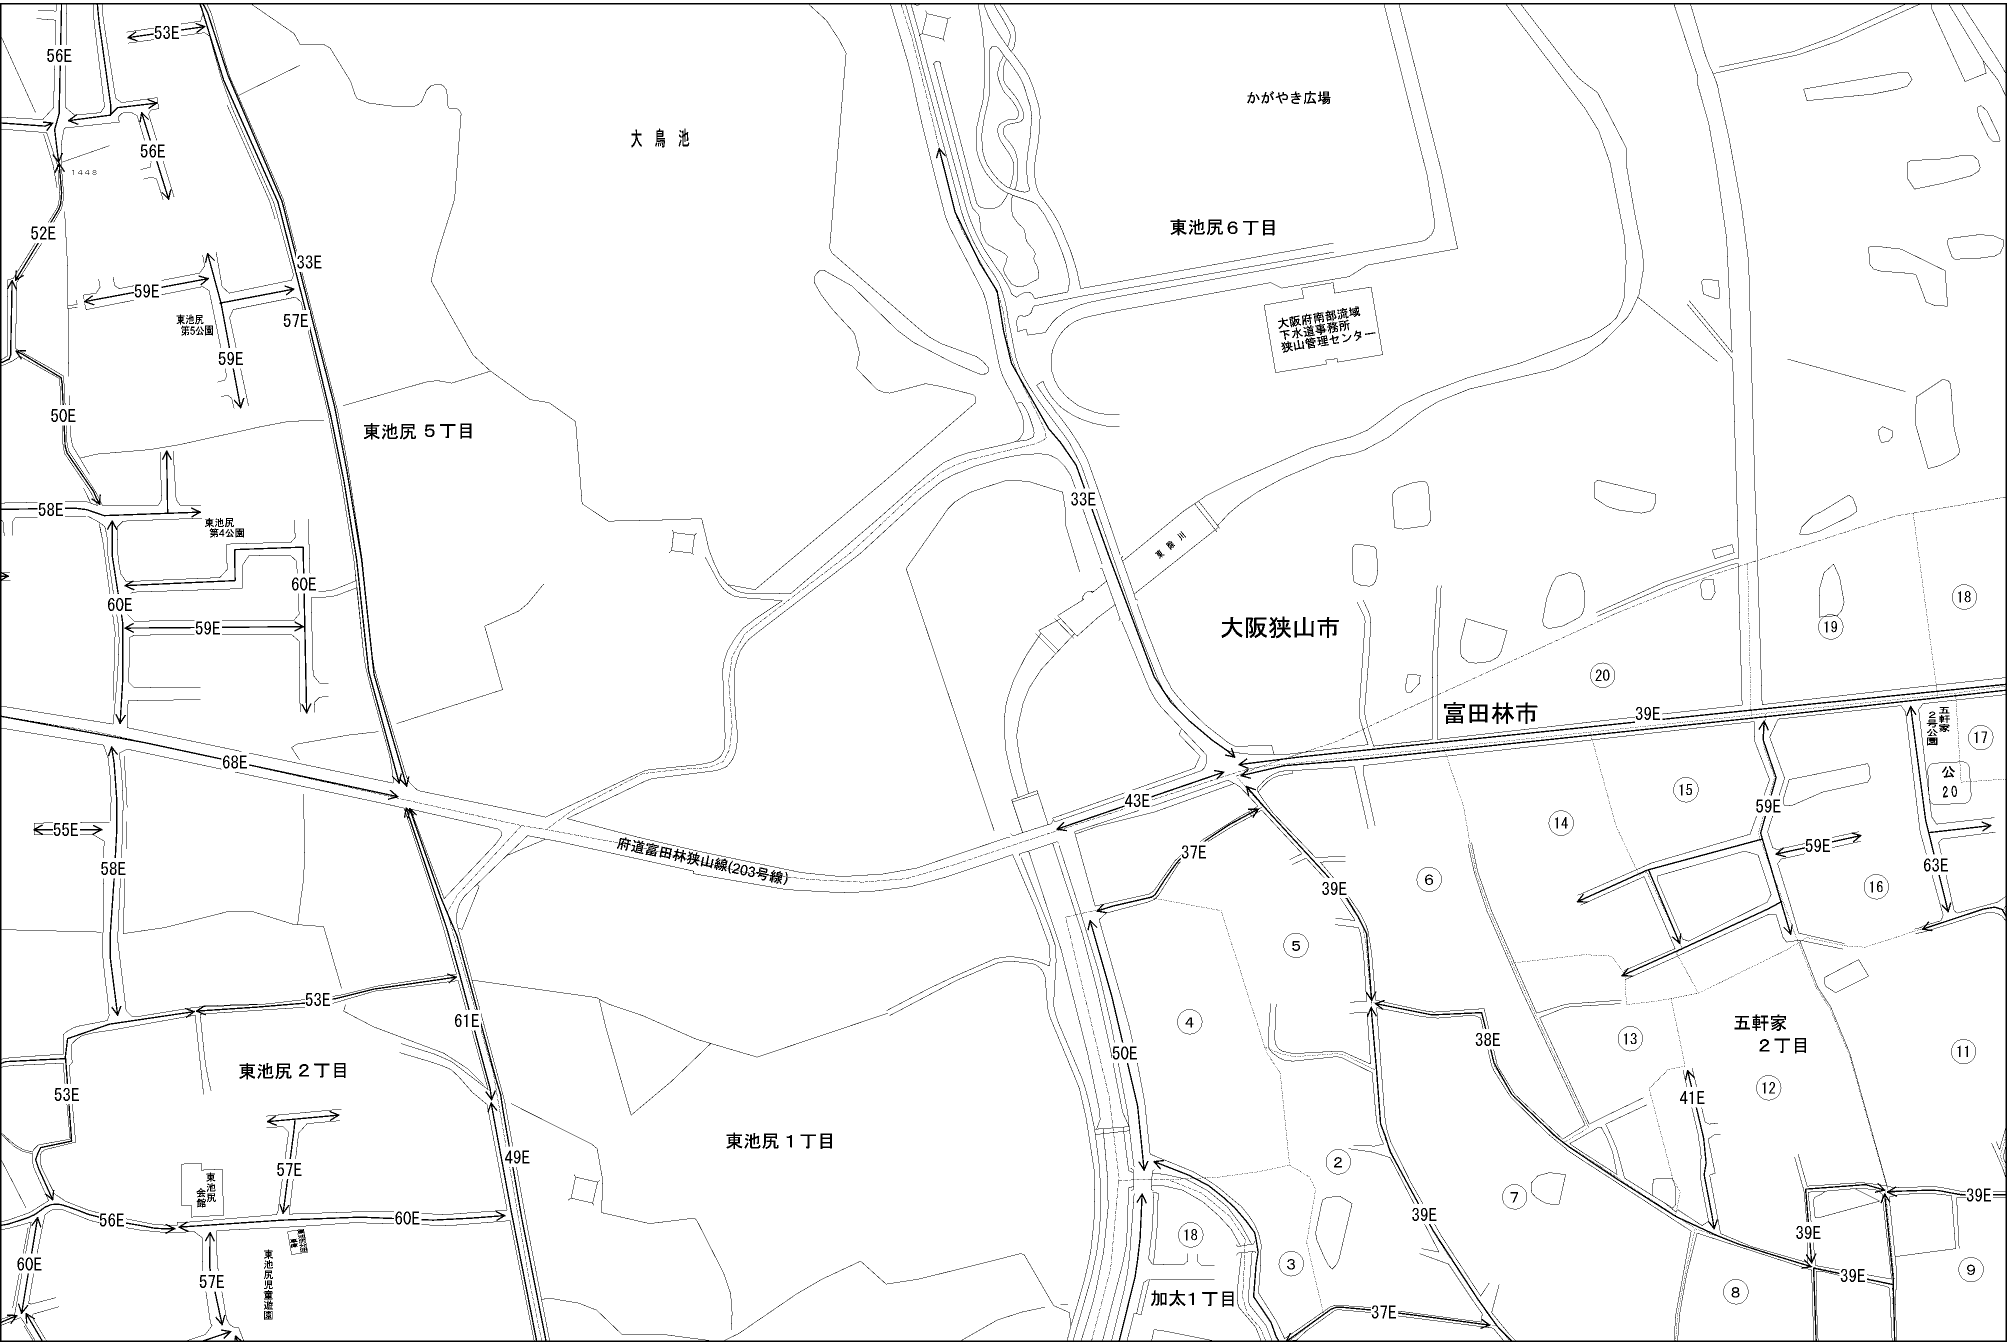 53E
56E
かがやき広場
大鳥池
56E
1448
東池尻6丁目
52E
33E
59E
57E
東池尻
第5公園
大阪府南部流域
下水道事務所
狭山管理センター
59E
50E
東池尻 5丁目
33E
58E
東池尻
第4公園
東除川
60E
60E
18
59E
大阪狭山市
19
20
富田林市
39E
五軒家
2号公園
17
68E
公
20
15
43E
59E
14
55E
府道富田林狭山線(203号線)
59E
37E
58E
63E
39E
6
16
5
53E
61E
4
五軒家
2丁目
38E
13
50E
11
東池尻 2丁目
12
53E
41E
東池尻 1丁目
49E
2
57E
7
東池尻
会館
39E
39E
56E
60E
39E
18
60E
3
9
57E
東池尻児童遊園
39E
8
加太1丁目
37E